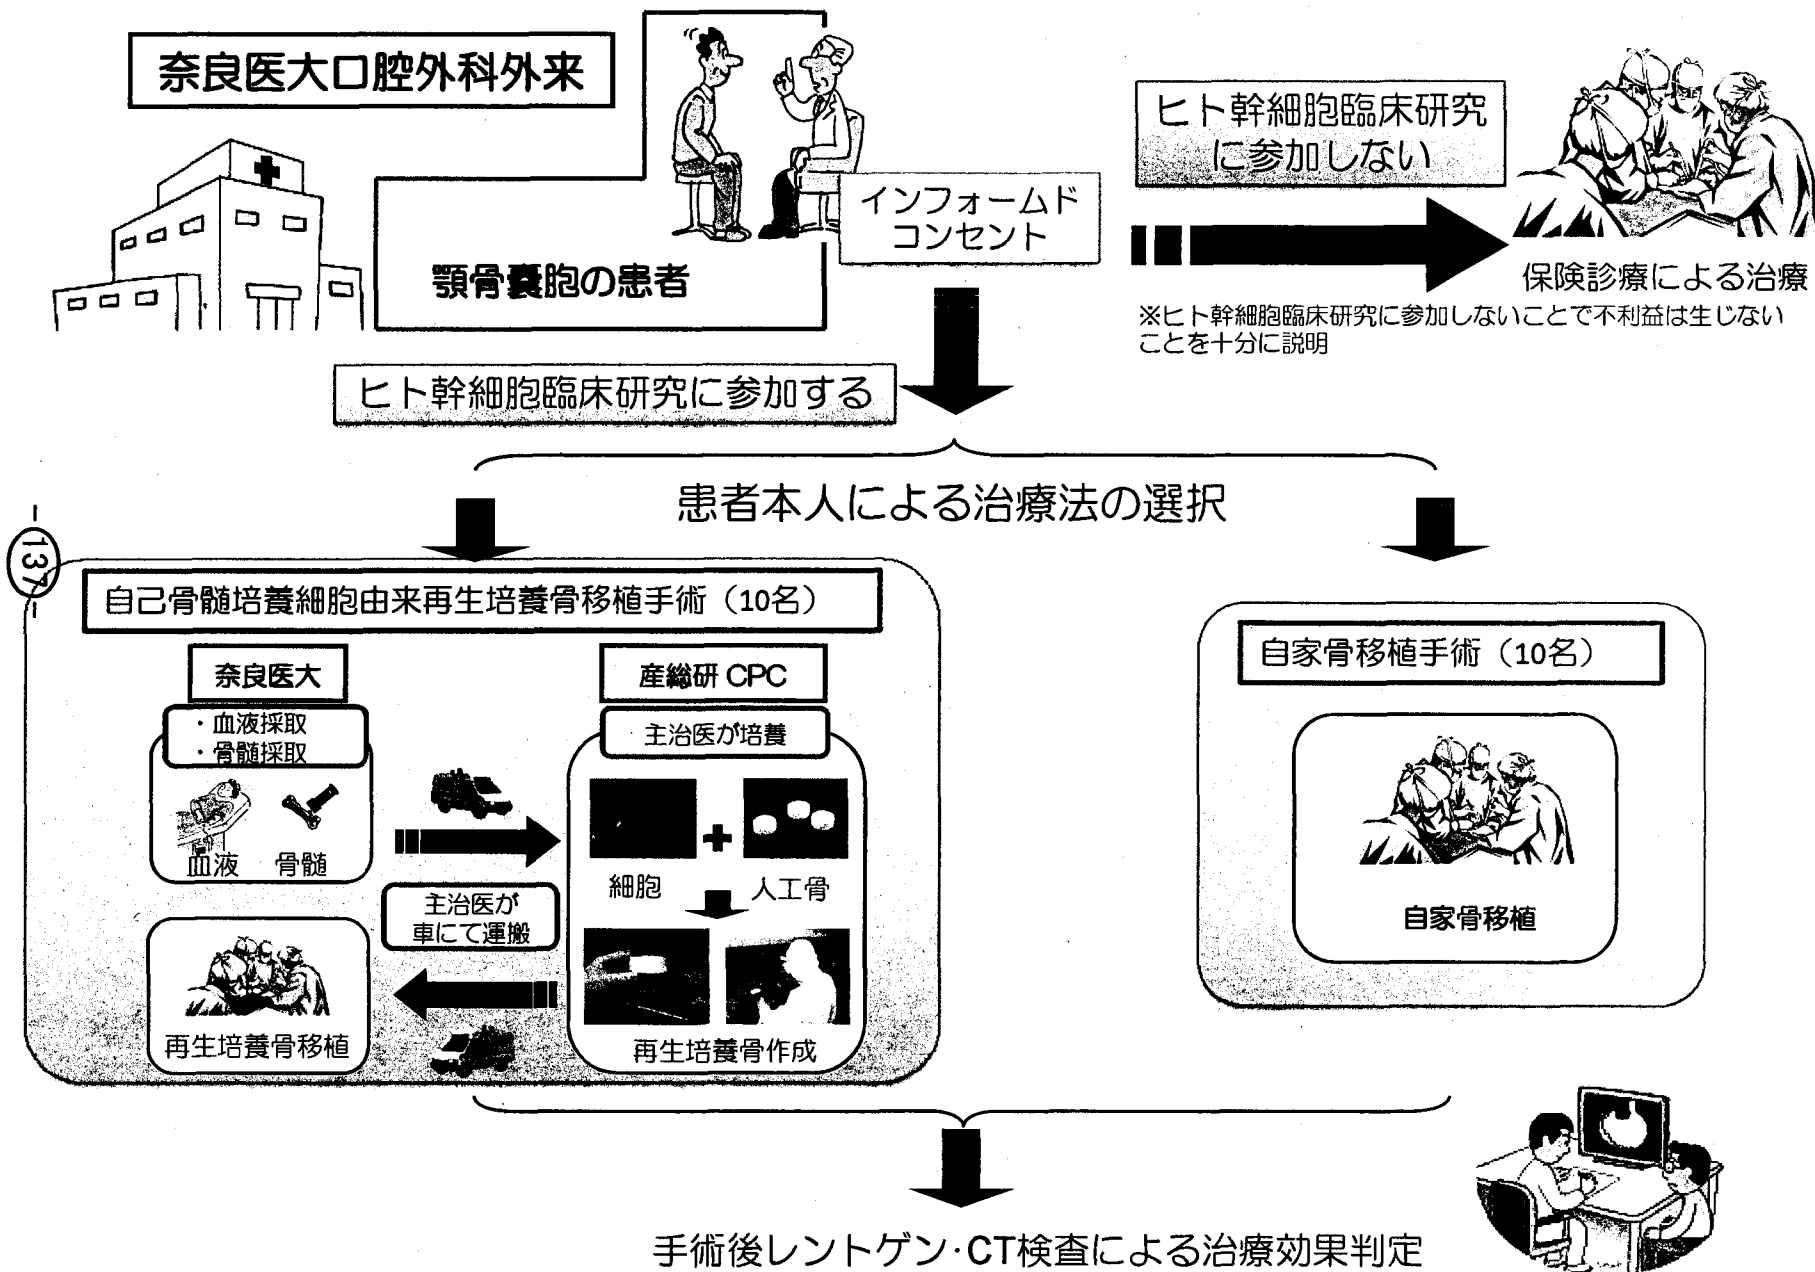 奈良医大口腔外科外来
顎骨嚢胞の患者
インフォームド
コンセント
ヒト幹細胞臨床研究
に参加しない
保険診療による治療
※ヒト幹細胞臨床研究に参加しないことで不利益は生じない
ことを十分に説明
ヒト幹細胞臨床研究に参加する
患者本人による治療法の選択
-137-
自己骨髄培養細胞由来再生培養骨移植手術（10名）
奈良医大
・血液採取
・骨髄採取
血液
骨髄
主治医が
車にて運搬
再生培養骨移植
産総研 CPC
主治医が培養
細胞
人工骨
再生培養骨作成
自家骨移植手術（10名）
自家骨移植
手術後レントゲン・CT検査による治療効果判定